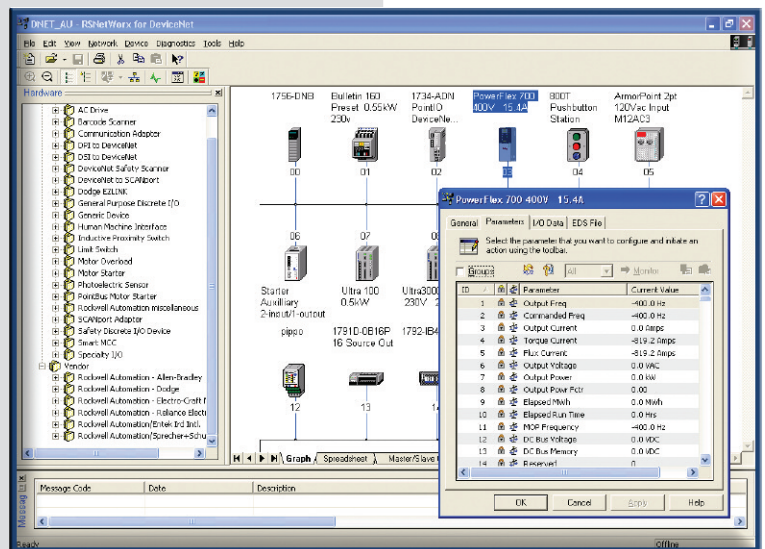 DNET_AU - RSNetWorx for DeviceNet
File Edit View Network Device Diagnostics Tools Help
Hardware
AC Drive
Barcode Scanner
Communication Adapter
DPI to DeviceNet
DSI to DeviceNet
DeviceNet Safety Scanner
DeviceNet to SCANport
Dodge EZLINK
General Purpose Discrete I/O
Generic Device
Human Machine Interface
Inductive Proximity Switch
Limit Switch
Motor Overload
Motor Starter
Photoelectric Sensor
PointBus Motor Starter
Rockwell Automation miscellaneous
SCANport Adapter
Safety Discrete I/O Device
Smart MCC
Specialty I/O
Vendor
Rockwell Automation - Allen-Bradley
Rockwell Automation - Dodge
Rockwell Automation - Electro-Craft
Rockwell Automation - Reliance Electr
Rockwell Automation/Entek Ird Intl.
Rockwell Automation/Sprecher+Schu
1756-DNB
Bulletin 160
Preset 0.55kW
230v
1734-ADN
PointIO
DeviceNe...
PowerFlex 700
400V 15.4A
800T
Pushbutton
Station
ArmorPoint 2pt
120Vac Input
M12AC3
00 01 02 03 04 05
06 07
Starter
Auxilliary
2-input/1-output
Ultra 100
0.5kW
Ultra3000
230V
pippo
1791D-0B16P
16 Source Out
1792-IB4
12 13
Graph Spreadsheet Master/Slave
PowerFlex 700 400V 15.4A
General Parameters I/O Data EDS File
Select the parameter that you want to configure and initiate an
action using the toolbar.
Groups All Monitor
ID Parameter Current Value
1 Output Freq -400.0 Hz
2 Commanded Freq -400.0 Hz
3 Output Current 0.0 Amps
4 Torque Current -819.2 Amps
5 Flux Current -819.2 Amps
6 Output Voltage 0.0 VAC
7 Output Power 0.0 kW
8 Output Powr Fctr 0.00
9 Elapsed MWh 0.0 MWh
10 Elapsed Run Time 0.0 Hrs
11 MOP Frequency -400.0 Hz
12 DC Bus Voltage 0.0 VDC
13 DC Bus Memory 0.0 VDC
14 Reserved 0
OK Cancel Apply Help
Messag
Message Code Date Description
Ready
Offline